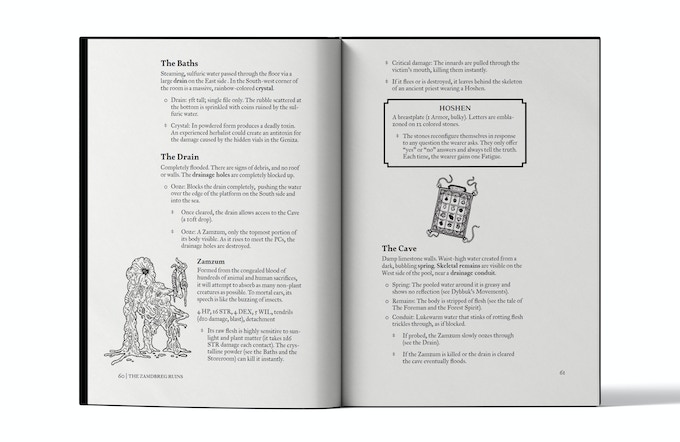 The Baths
Steaming, sulfuric water passed through the floor via a
large drain on the East side . In the South-west corner of
the room is a massive, rainbow-colored crystal.
Drain: 5ft tall; single file only. The rubble scattered at
the bottom is sprinkled with coins ruined by the sul-
furic water.
Crystal: In powdered form produces a deadly toxin.
An experienced herbalist could create an antitoxin for
the damage caused by the hidden vials in the Geniza.
The Drain
Completely flooded. There are signs of debris, and no roof
or walls. The drainage holes are completely blocked up.
Ooze: Blocks the drain completely, pushing the water
over the edge of the platform on the South side and
into the sea.
Once cleared, the drain allows access to the Cave
(a 10ft drop).
Ooze: A Zamzum, only the topmost portion of
its body visible. As it rises to meet the PCs, the
drainage holes are destroyed.
Zamzum
Formed from the congealed blood of
hundreds of animal and human sacrifices,
it will attempt to absorb as many non-plant
creatures as possible. To mortal ears, its
speech is like the buzzing of insects.
4 HP, 16 STR, 4 DEX, 5 WIL, tendrils
(d10 damage, blast), detachment
Its raw flesh is highly sensitive to sun-
light and plant matter (it takes 1d6
STR damage each contact). The crys-
talline powder (see the Baths and the
Storeroom) can kill it instantly.
60 | THE ZAMDBREG RUINS
Critical damage: The innards are pulled through the
victim's mouth, killing them instantly.
If it flees or is destroyed, it leaves behind the skeleton
of an ancient priest wearing a Hoshen.
HOSHEN
A breastplate (1 Armor, bulky). Letters are embla-
zoned on 12 colored stones.
The stones reconfigure themselves in response
to any question the wearer asks. They only offer
"yes" or "no" answers and always tell the truth.
Each time, the wearer gains one Fatigue.
The Cave
Damp limestone walls. Waist-high water created from a
dark, bubbling spring. Skeletal remains are visible on the
West side of the pool, near a drainage conduit.
Spring: The pooled water around it is greasy and
shows no reflection (see Dybbuk's Movements).
Remains: The body is stripped of flesh (see the tale of
The Foreman and the Forest Spirit).
Conduit: Lukewarm water that stinks of rotting flesh
trickles through, as if blocked.
If probed, the Zamzum slowly oozes through
(see the Drain).
If the Zamzum is killed or the drain is cleared
the cave eventually floods.
61